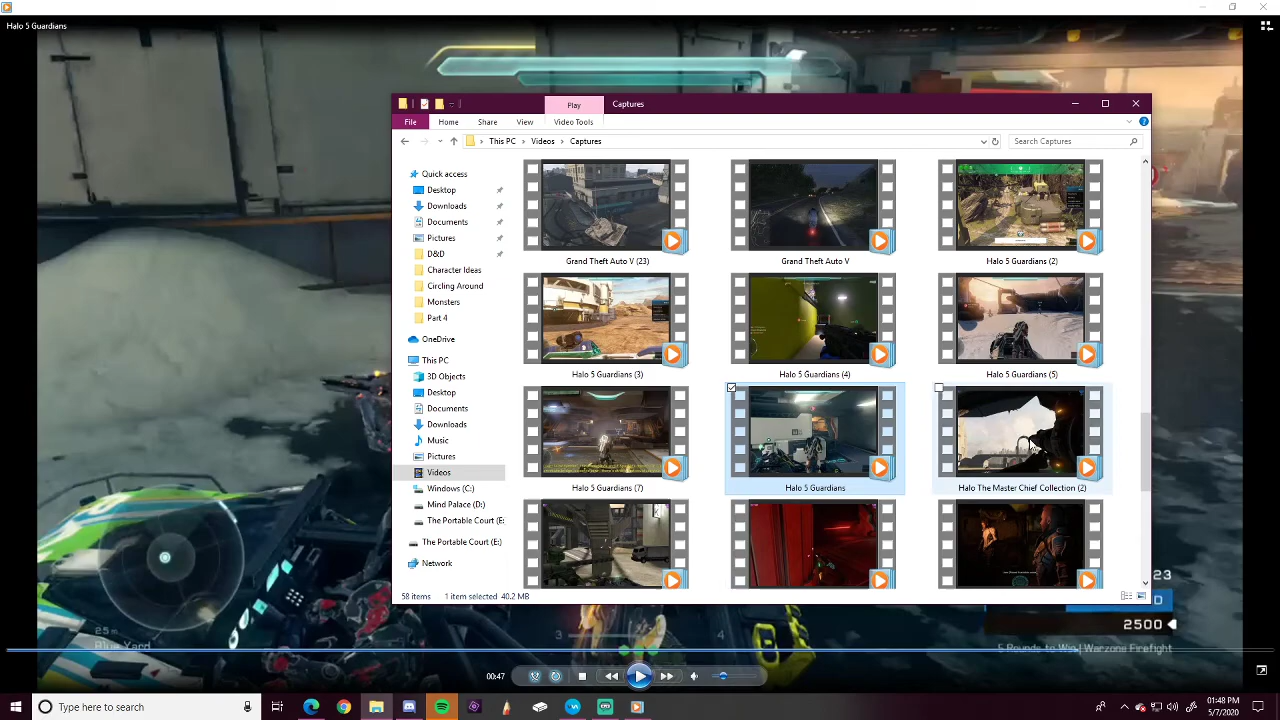 Halo 5 Guardians
Play
Captures
File
Home
Share
View
Video Tools
This PC
Videos
Captures
Search Captures
Quick access
Desktop
Downloads
Documents
Pictures
D&D
Character Ideas
Circling Around
Monsters
Part 4
OneDrive
This PC
3D Objects
Desktop
Documents
Downloads
Music
Pictures
Videos
Windows (C:)
Mind Palace (D:)
The Portable Court (E:
The Portable Court (E:)
Network
Grand Theft Auto V (23)
Grand Theft Auto V
Halo 5 Guardians (2)
Halo 5 Guardians (3)
Halo 5 Guardians (4)
Halo 5 Guardians (5)
Halo 5 Guardians (7)
Halo 5 Guardians
Halo The Master Chief Collection (2)
58 items
1 item selected 40.2 MB
23
D
2500
25m
Blue Yard
3
4
5 Rounds to Win | Warzone Firefight
00:47
Type here to search
01:48 PM
5/7/2020